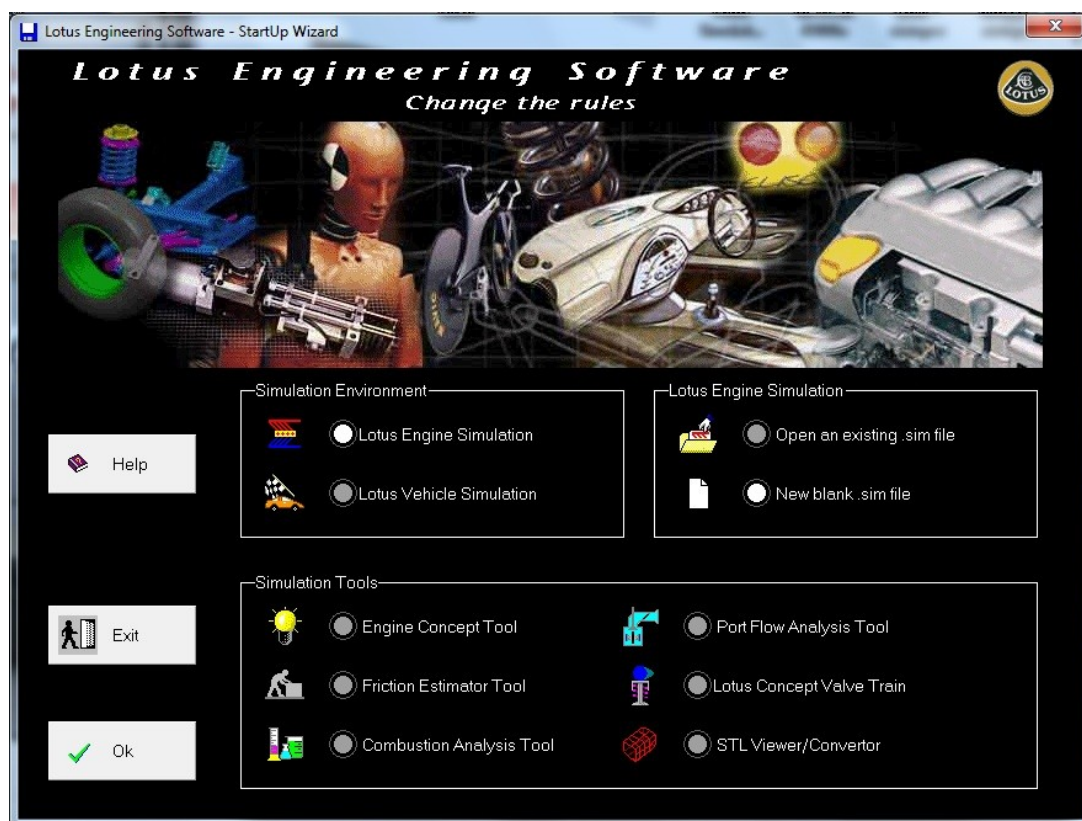 Lotus Engineering Software - StartUp Wizard
Lotus Engineering Software
Change the rules
LOTUS
Simulation Environment
Lotus Engine Simulation
Lotus Vehicle Simulation
Lotus Engine Simulation
Open an existing .sim file
New blank .sim file
Help
Exit
Ok
Simulation Tools
Engine Concept Tool
Friction Estimator Tool
Combustion Analysis Tool
Port Flow Analysis Tool
Lotus Concept Valve Train
STL Viewer/Convertor